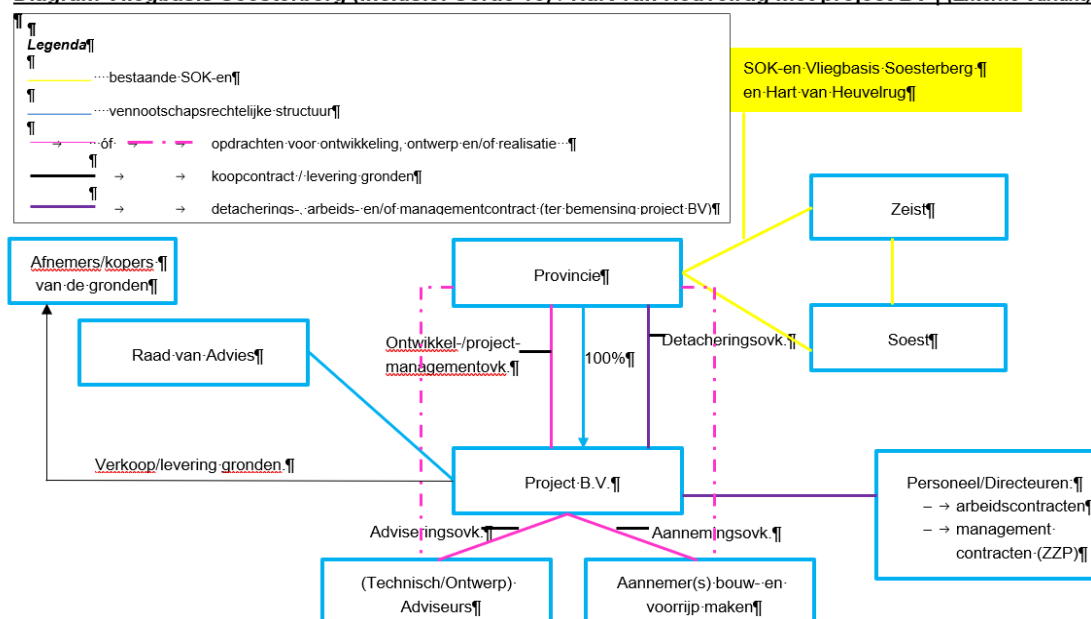 ¶ ¶
Legenda¶
¶
····bestaande·SOK-en¶
¶
····vennootschapsrechtelijke·structuur¶
¶
→ ··óf· → → opdrachten·voor·ontwikkeling,·ontwerp·en/of·realisatie···¶
¶
→ → koopcontract·/·levering·gronden¶
¶
→ → detacherings-,·arbeids-·en/of·managementcontract·(ter·bemensing·project·BV)¶
SOK-en·Vliegbasis·Soesterberg·¶
en·Hart·van·Heuvelrug¶
Zeist¶
Afnemers/kopers·¶
van·de·gronden¶
Provincie¶
Raad·van·Advies¶
Ontwikkel-/project-
managementovk.¶
100%¶
Detacheringsovk.¶
Soest¶
Verkoop/levering·gronden.¶
Project·B.V.¶
Personeel/Directeuren:¶
– → arbeidscontracten¶
– → management·
contracten·(ZZP)¶
Adviseringsovk.¶
Aannemingsovk.¶
(Technisch/Ontwerp)·
Adviseurs¶
Aannemer(s)·bouw-·en·
voorrijp·maken¶